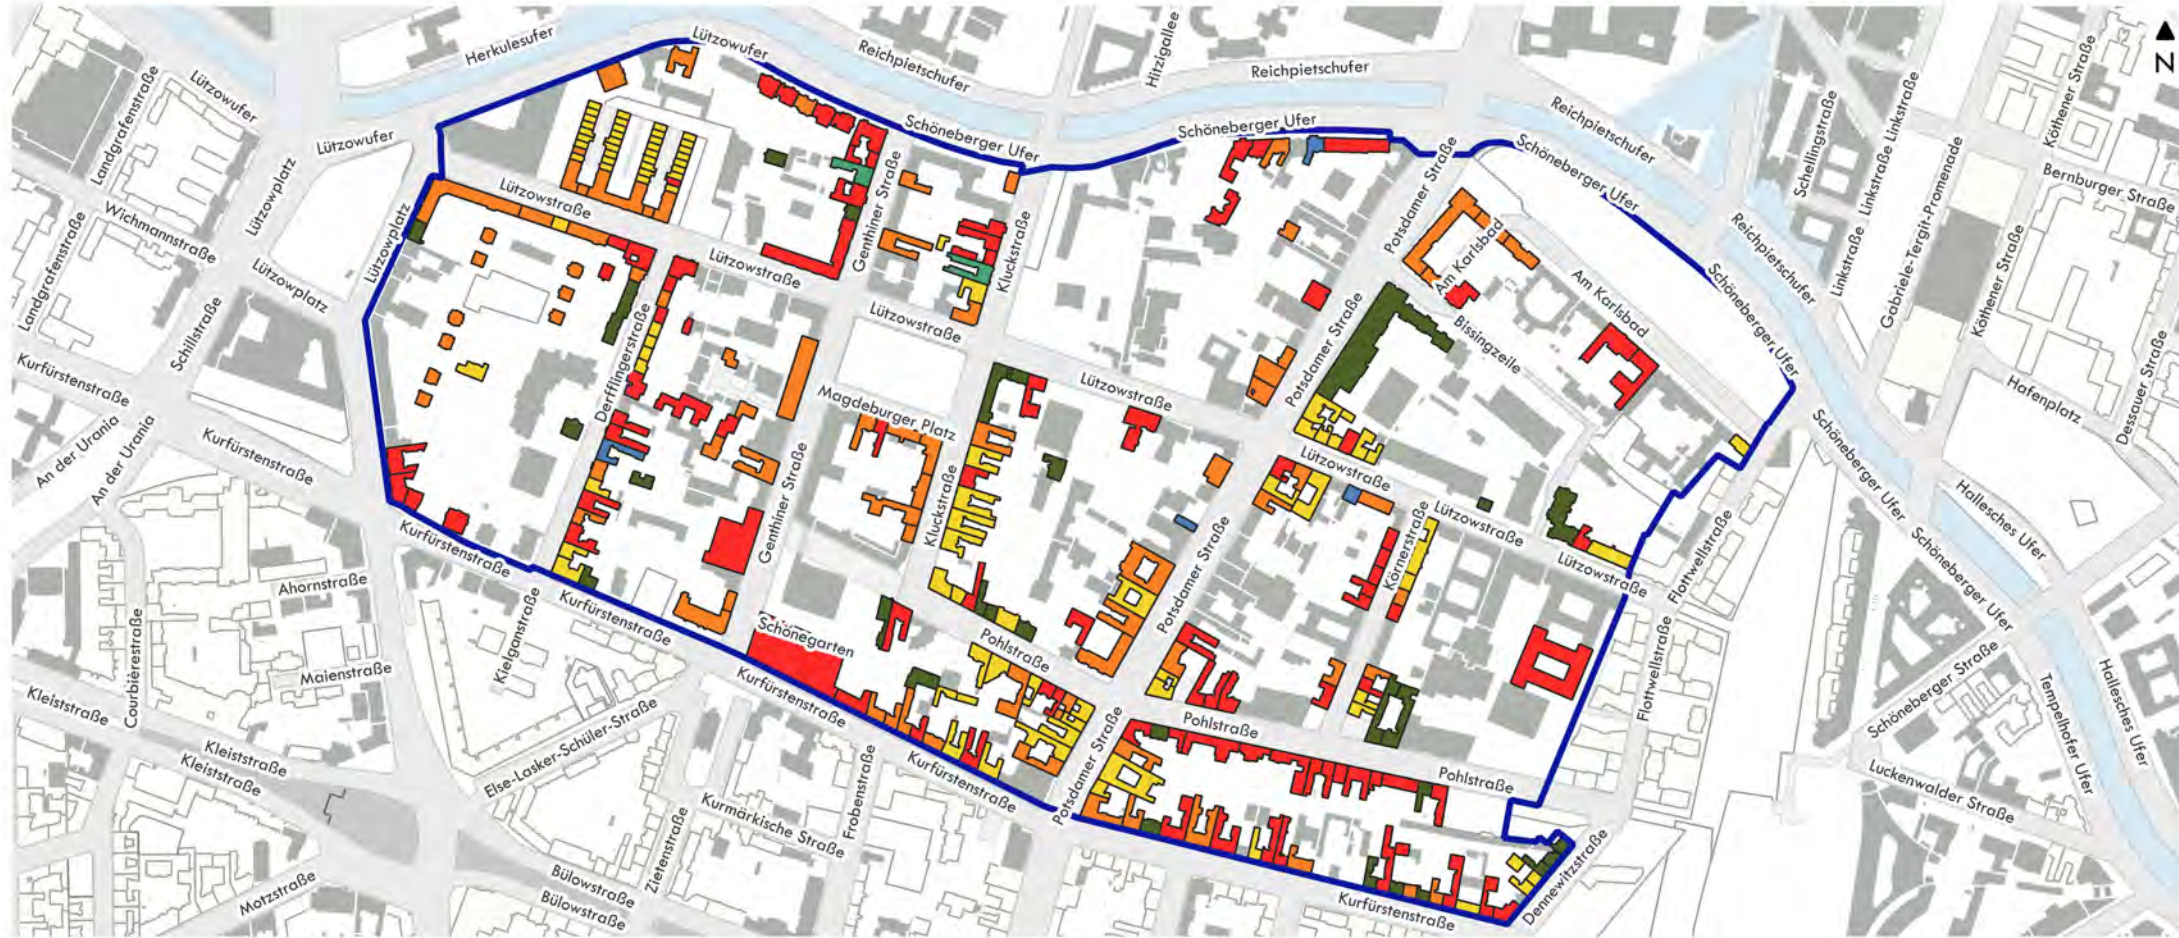 Herkulesufer
Lützowufer
Reichpietschufer
Hitzigallee
Reichpietschufer
N
Landgrafenstraße
Lützowufer
Lützowufer
Schöneberger Ufer
Schöneberger Ufer
Schöneberger Ufer
Reichpietschufer
Schellingstraße
Linkstraße
Köthener Straße
Lützowplatz
Wichmannstraße
Landgrafenstraße
Lützowplatz
Lützowplatz
Lützowstraße
Genthiner Straße
Lützowstraße
Kluckstraße
Potsdamer Straße
Am Karlsbad
Am Karlsbad
Reichpietschufer
Linkstraße
Gabriele-Tergit-Promenade
Bernburger Straße
Köthener Straße
Schillstraße
Kurfürstenstraße
Derfflingerstraße
Lützowstraße
Magdeburger Platz
Lützowstraße
Potsdamer Straße
Bissingzeile
Schöneberger Ufer
Hafenplatz
Dessauer Straße
An der Urania
An der Urania
Kurfürstenstraße
Kurfürstenstraße
Genthiner Straße
Kluckstraße
Lützowstraße
Potsdamer Straße
Körnerstraße
Lützowstraße
Lützowstraße
Flottwellstraße
Schöneberger Ufer
Schöneberger Ufer
Hallesches Ufer
Ahornstraße
Courbièrestraße
Maienstraße
Kielganstraße
Kurfürstenstraße
Schönegarten
Kurfürstenstraße
Pohlstraße
Pohlstraße
Pohlstraße
Flottwellstraße
Schöneberger Straße
Tempelhofer Ufer
Hallesches Ufer
Kleiststraße
Kleiststraße
Kleiststraße
Else-Lasker-Schüler-Straße
Kurmärkische Straße
Frobenstraße
Kurfürstenstraße
Potsdamer Straße
Luckenwalder Straße
Motzstraße
Bülowstraße
Bülowstraße
Zietenstraße
Kurfürstenstraße
Dennewitzstraße